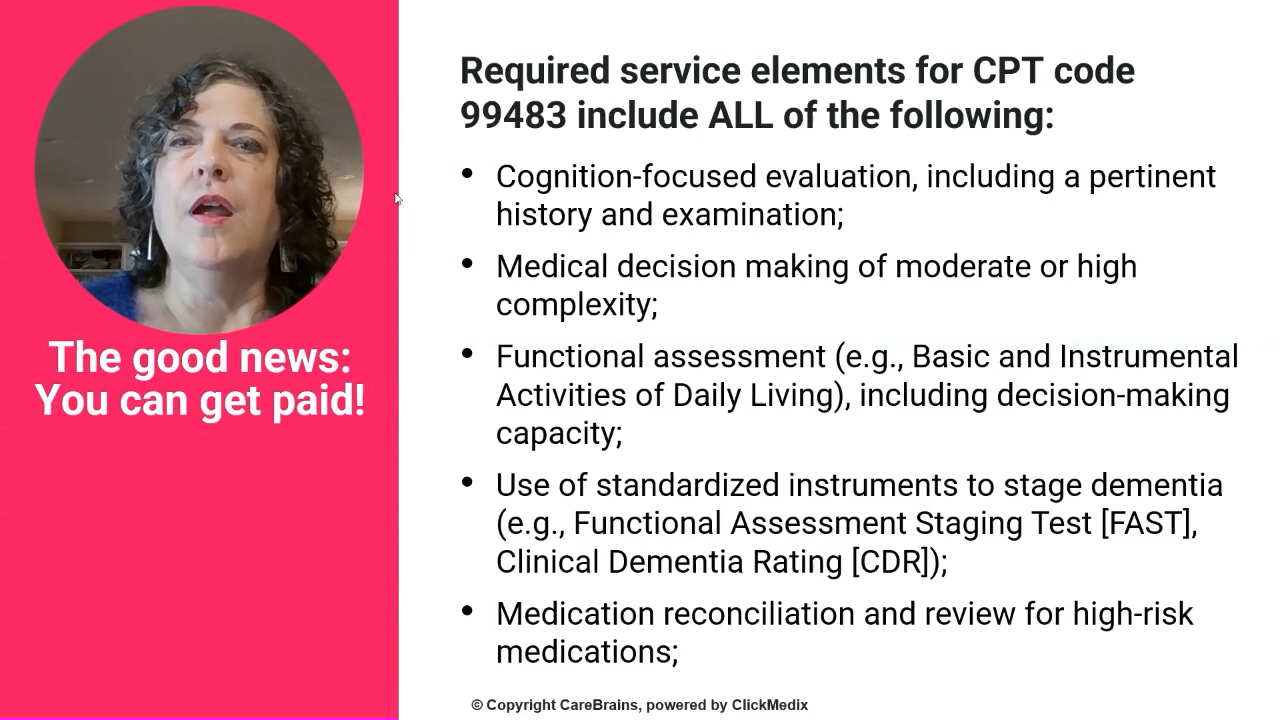 The good news:
You can get paid!
Required service elements for CPT code
99483 include ALL of the following:
• Cognition-focused evaluation, including a pertinent
history and examination;
• Medical decision making of moderate or high
complexity;
• Functional assessment (e.g., Basic and Instrumental
Activities of Daily Living), including decision-making
capacity;
• Use of standardized instruments to stage dementia
(e.g., Functional Assessment Staging Test [FAST],
Clinical Dementia Rating [CDR]);
• Medication reconciliation and review for high-risk
medications;
© Copyright CareBrains, powered by ClickMedix